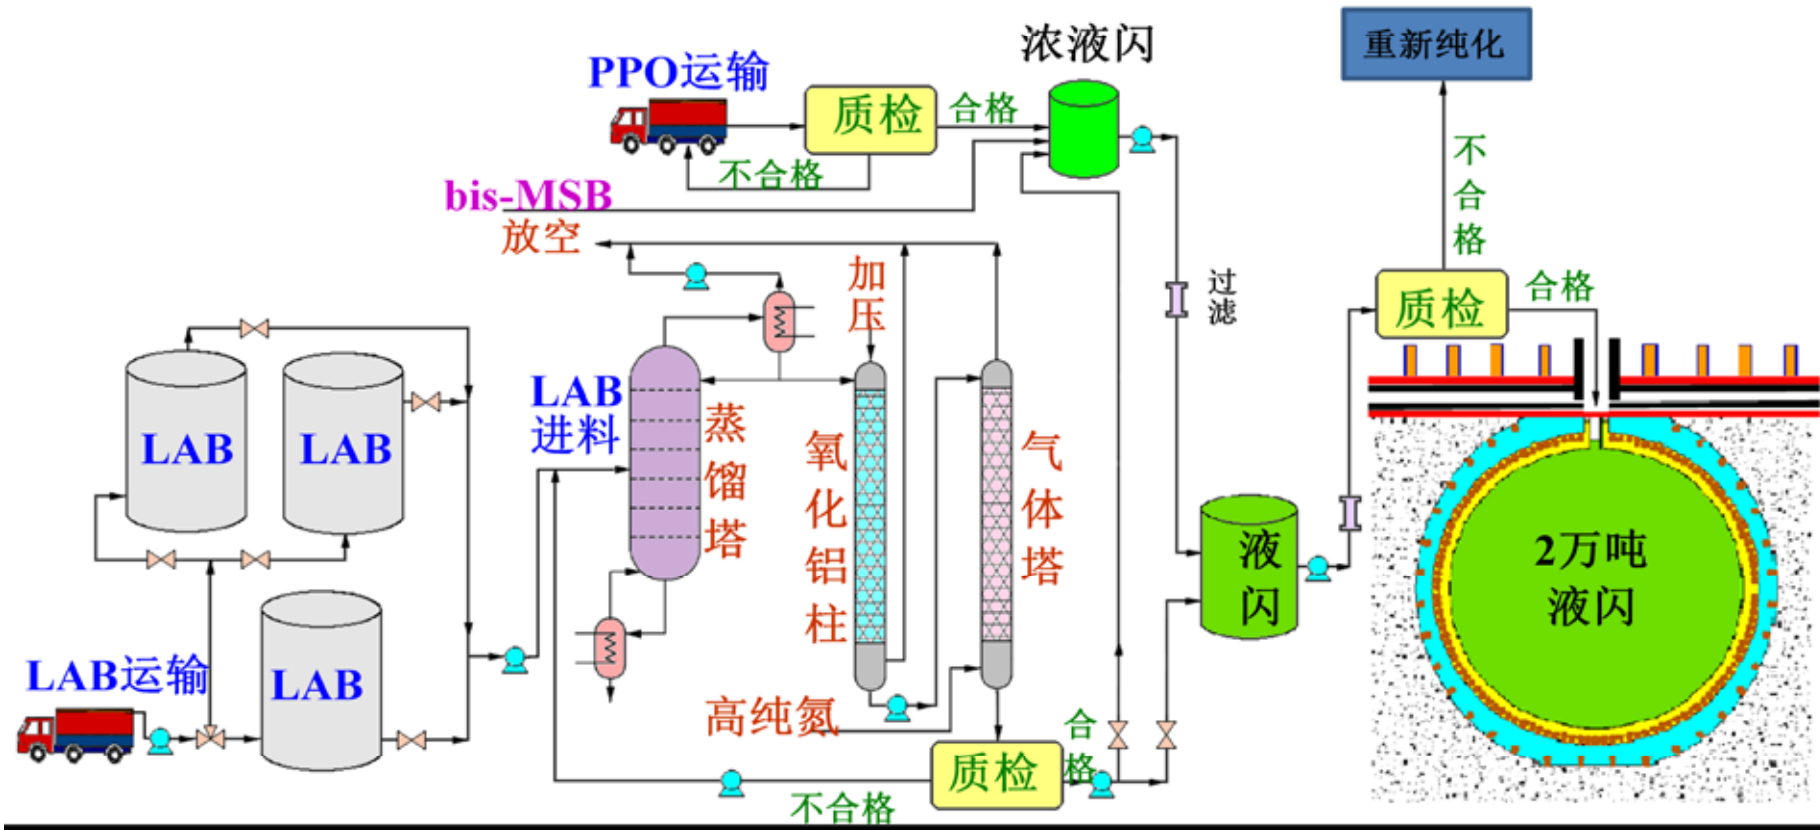 浓液闪
重新纯化
PPO运输
质检
合格
不合格
bis-MSB
放空
加压
过滤
不合格
质检
合格
LAB
LAB
LAB进料
蒸馏塔
氧化铝柱
气体塔
液闪
2万吨
液闪
LAB运输
LAB
高纯氮
质检
合格
不合格